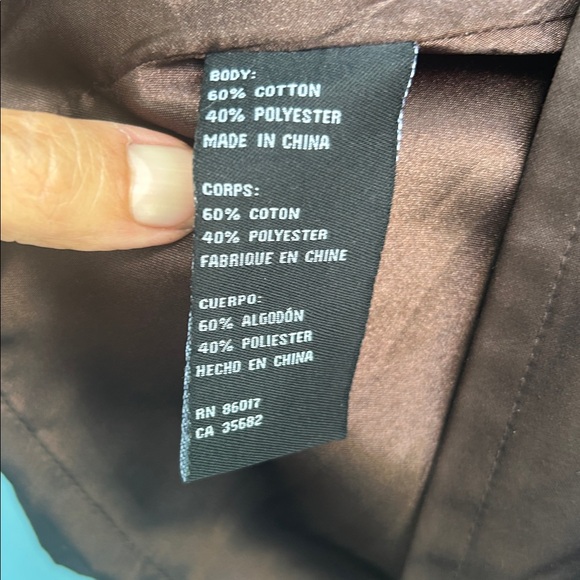 BODY:
60% COTTON
40% POLYESTER
MADE IN CHINA
CORPS:
60% COTON
40% POLYESTER
FABRIQUE EN CHINE
CUERPO:
60% ALGODÓN
40% POLIESTER
HECHO EN CHINA
RN 86017
CA 35682